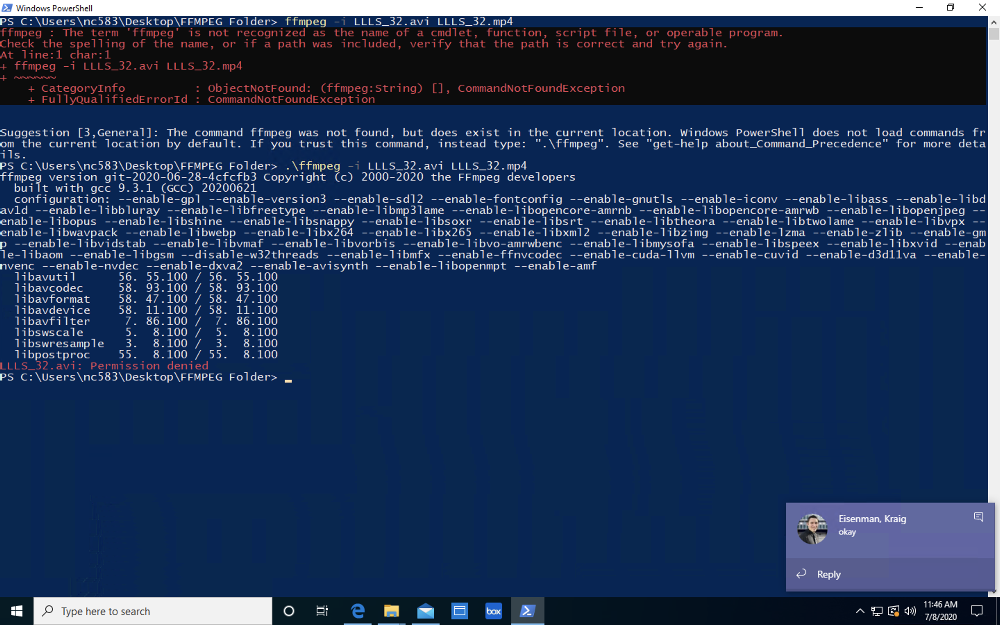 Windows PowerShell
PS C:\Users\nc583\Desktop\FFMPEG Folder> ffmpeg -i LLLS_32.avi LLLS_32.mp4
ffmpeg : The term 'ffmpeg' is not recognized as the name of a cmdlet, function, script file, or operable program.
Check the spelling of the name, or if a path was included, verify that the path is correct and try again.
At line:1 char:1
+ ffmpeg -i LLLS_32.avi LLLS_32.mp4
+ ~~~~~~
    + CategoryInfo          : ObjectNotFound: (ffmpeg:String) [], CommandNotFoundException
    + FullyQualifiedErrorId : CommandNotFoundException
Suggestion [3,General]: The command ffmpeg was not found, but does exist in the current location. Windows PowerShell does not load commands fr
om the current location by default. If you trust this command, instead type: ".\ffmpeg". See "get-help about_Command_Precedence" for more deta
ils.
PS C:\Users\nc583\Desktop\FFMPEG Folder> .\ffmpeg -i LLLS_32.avi LLLS_32.mp4
ffmpeg version git-2020-06-28-4cfcfb3 Copyright (c) 2000-2020 the FFmpeg developers
  built with gcc 9.3.1 (GCC) 20200621
  configuration: --enable-gpl --enable-version3 --enable-sdl2 --enable-fontconfig --enable-gnutls --enable-iconv --enable-libass --enable-libd
av1d --enable-libbluray --enable-libfreetype --enable-libmp3lame --enable-libopencore-amrnb --enable-libopencore-amrwb --enable-libopenjpeg --
enable-libopus --enable-libshine --enable-libsnappy --enable-libsoxr --enable-libsrt --enable-libtheora --enable-libtwolame --enable-libvpx --
enable-libwavpack --enable-libwebp --enable-libx264 --enable-libx265 --enable-libxml2 --enable-libzimg --enable-lzma --enable-zlib --enable-gm
p --enable-libvidstab --enable-libvmaf --enable-libvorbis --enable-libvo-amrwbenc --enable-libmysofa --enable-libspeex --enable-libxvid --enab
le-libaom --enable-libgsm --disable-w32threads --enable-libmfx --enable-ffnvcodec --enable-cuda-llvm --enable-cuvid --enable-d3d11va --enable-
nvenc --enable-nvdec --enable-dxva2 --enable-avisynth --enable-libopenmpt --enable-amf
  libavutil      56. 55.100 / 56. 55.100
  libavcodec     58. 93.100 / 58. 93.100
  libavformat    58. 47.100 / 58. 47.100
  libavdevice    58. 11.100 / 58. 11.100
  libavfilter     7. 86.100 /  7. 86.100
  libswscale      5.  8.100 /  5.  8.100
  libswresample   3.  8.100 /  3.  8.100
  libpostproc    55.  8.100 / 55.  8.100
LLLS_32.avi: Permission denied
PS C:\Users\nc583\Desktop\FFMPEG Folder>
Eisenman, Kraig
okay
Reply
Type here to search
box
11:46 AM
7/8/2020